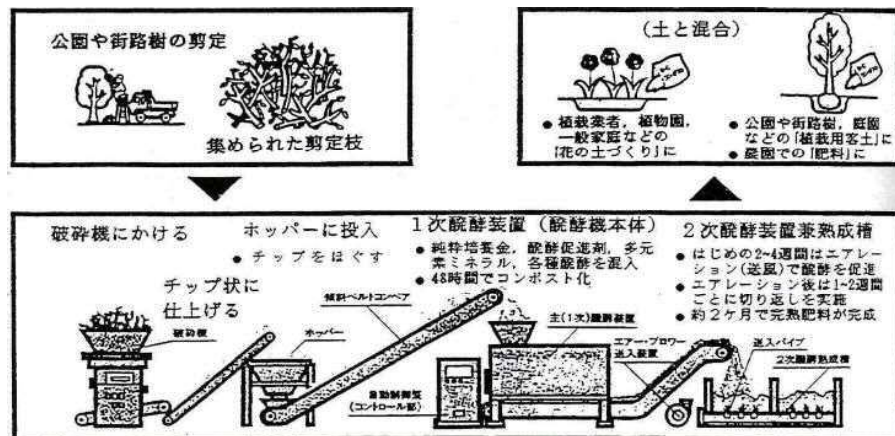 公園や街路樹の剪定
集められた剪定枝
(土と混合)
● 植栽業者，植物園，
一般家庭などの
「花の土づくり」に
● 公園や街路樹，庭園
などの「植栽用客土」に
● 農園での「肥料」に
破砕機にかける
チップ状に
仕上げる
破砕機
ホッパーに投入
● チップをほぐす
ホッパー
傾斜ベルトコンベア
1次醗酵装置 (醗酵機本体)
● 純粋培養金，醗酵促進剤，多元
素ミネラル，各種醗酵を混入
● 48時間でコンポスト化
主(1次)醗酵装置
自動制御盤
(コントロール部)
エアー・ブロワー
送入装置
2次醗酵装置兼熟成槽
● はじめの2~4週間はエアレー
ション(送風)で醗酵を促進
● エアレーション後は1~2週間
ごとに切り返しを実施
● 約2ケ月で完熟肥料が完成
送入パイプ
2次醗酵熟成槽